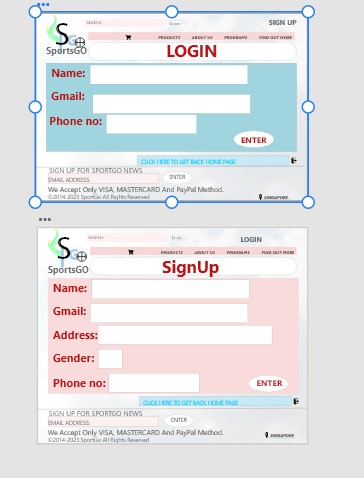 SEARCH
Enter
SIGN UP
SportsGO
PRODUCTS ABOUT US PROGRAMS FIND OUT MORE
LOGIN
Name:
Gmail:
Phone no:
ENTER
CLICK HERE TO GET BACK HOME PAGE
SIGN UP FOR SPORTGO NEWS
EMAIL ADDRESS:
ENTER
We Accept Only VISA, MASTERCARD And PayPal Method.
©2014-2023 SportGo All Rights Reserved
SINGAPORE
SEARCH
Enter
LOGIN
SportsGO
PRODUCTS ABOUT US PROGRAMS FIND OUT MORE
SignUp
Name:
Gmail:
Address:
Gender:
Phone no:
ENTER
CLICK HERE TO GET BACK HOME PAGE
SIGN UP FOR SPORTGO NEWS
EMAIL ADDRESS:
ENTER
We Accept Only VISA, MASTERCARD And PayPal Method.
©2014-2023 SportGo All Rights Reserved
SINGAPORE